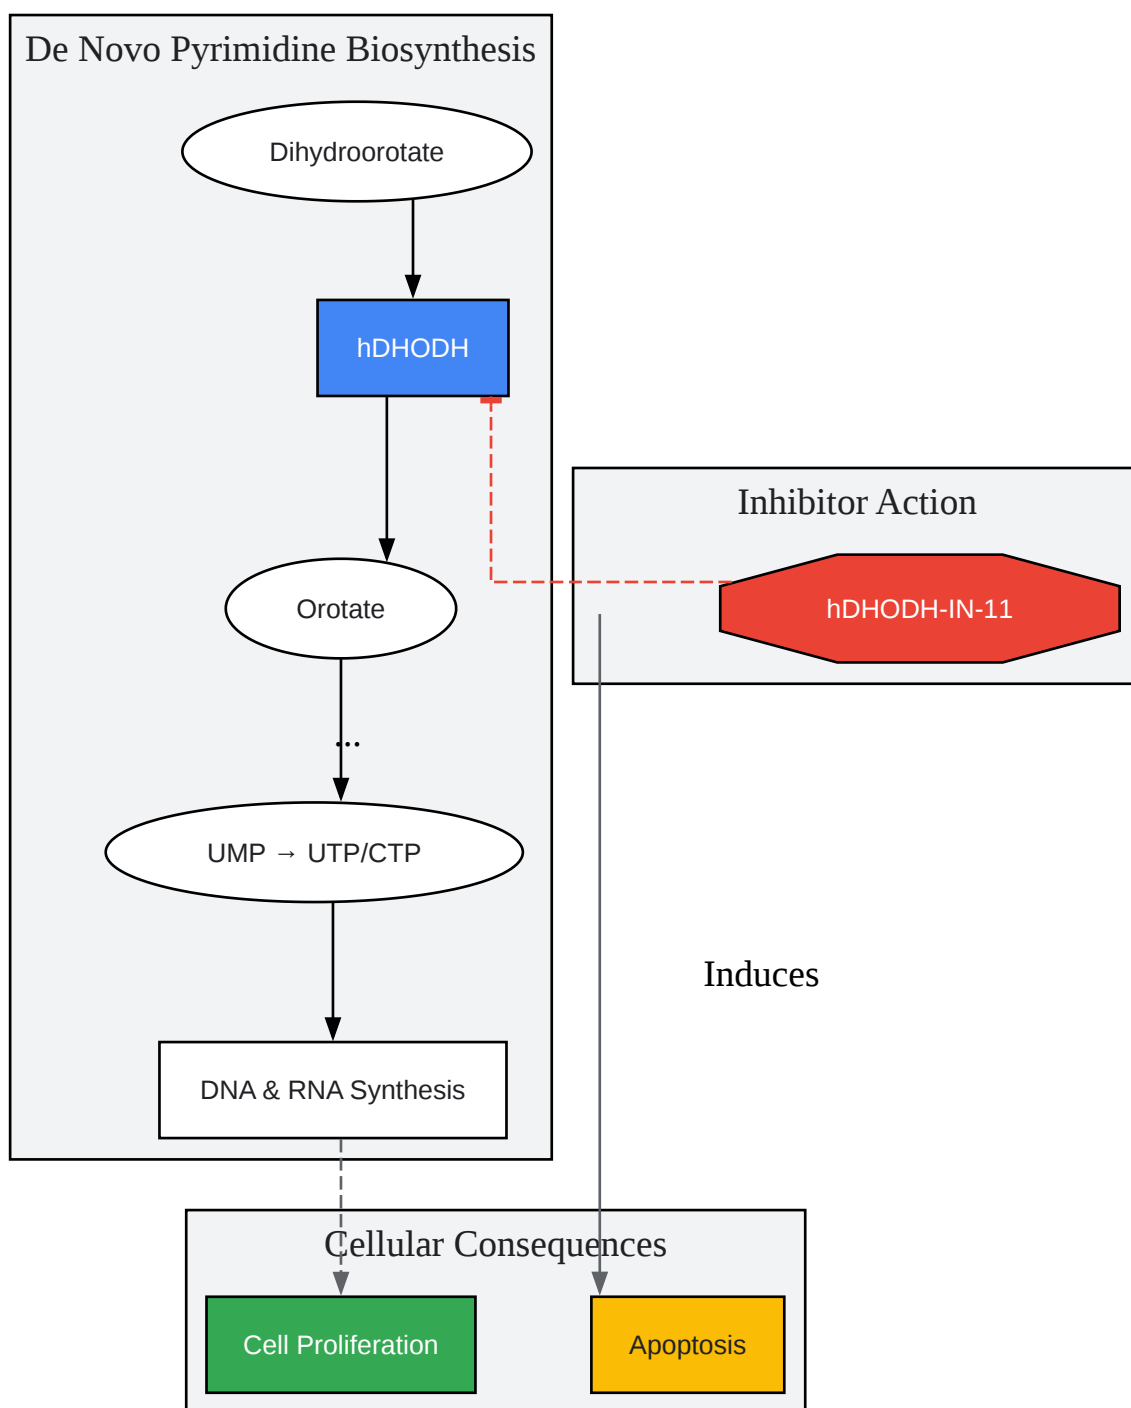 De Novo Pyrimidine Biosynthesis
Dihydroorotate
hDHODH
Inhibitor Action
hDHODH-IN-11
Orotate
...
UMP → UTP/CTP
Induces
DNA & RNA Synthesis
Cellular Consequences
Cell Proliferation
Apoptosis